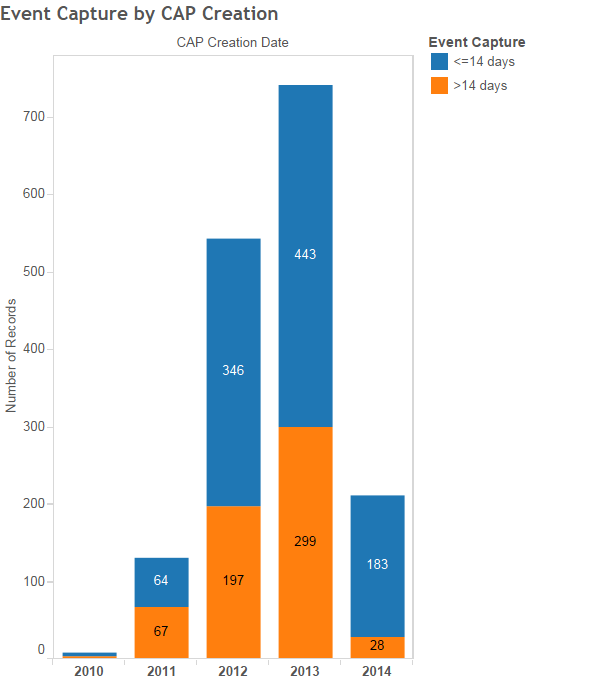 Event Capture by CAP Creation
CAP Creation Date
Event Capture
<=14 days
>14 days
Number of Records
700
600
500
400
300
200
100
0
443
346
299
197
183
64
67
28
2010 2011 2012 2013 2014